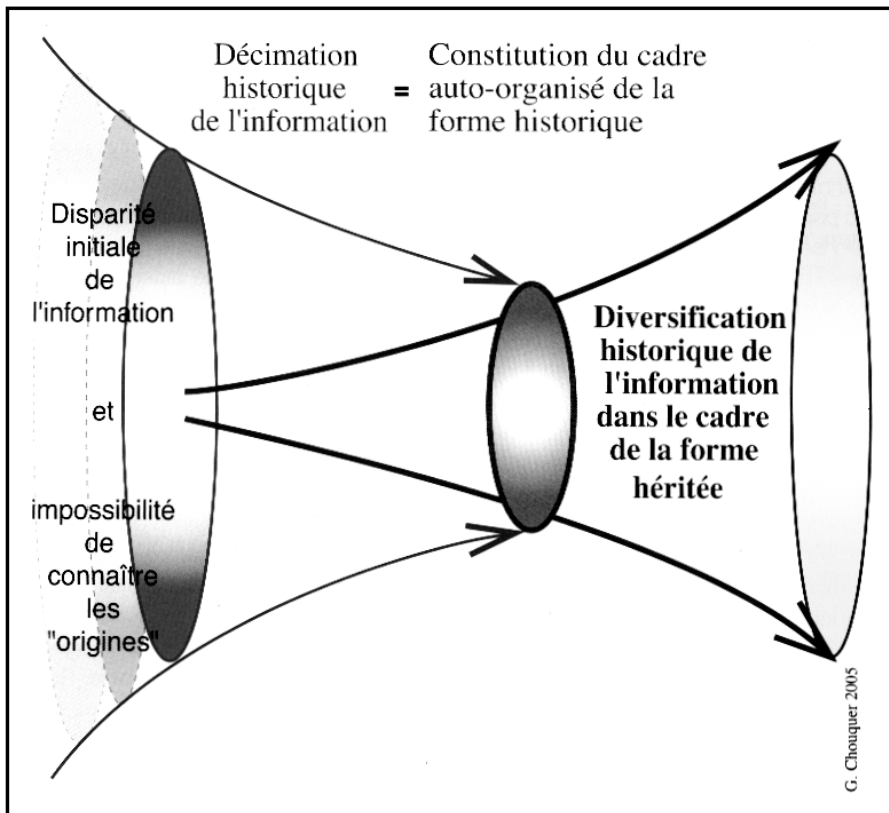 Décimation
historique
de l'information
=
Constitution du cadre
auto-organisé de la
forme historique
Disparité
initiale
de
l'information
et
impossibilité
de
connaître
les
"origines"
Diversification
historique de
l'information
dans le cadre
de la forme
héritée
G. Chouquer 2005